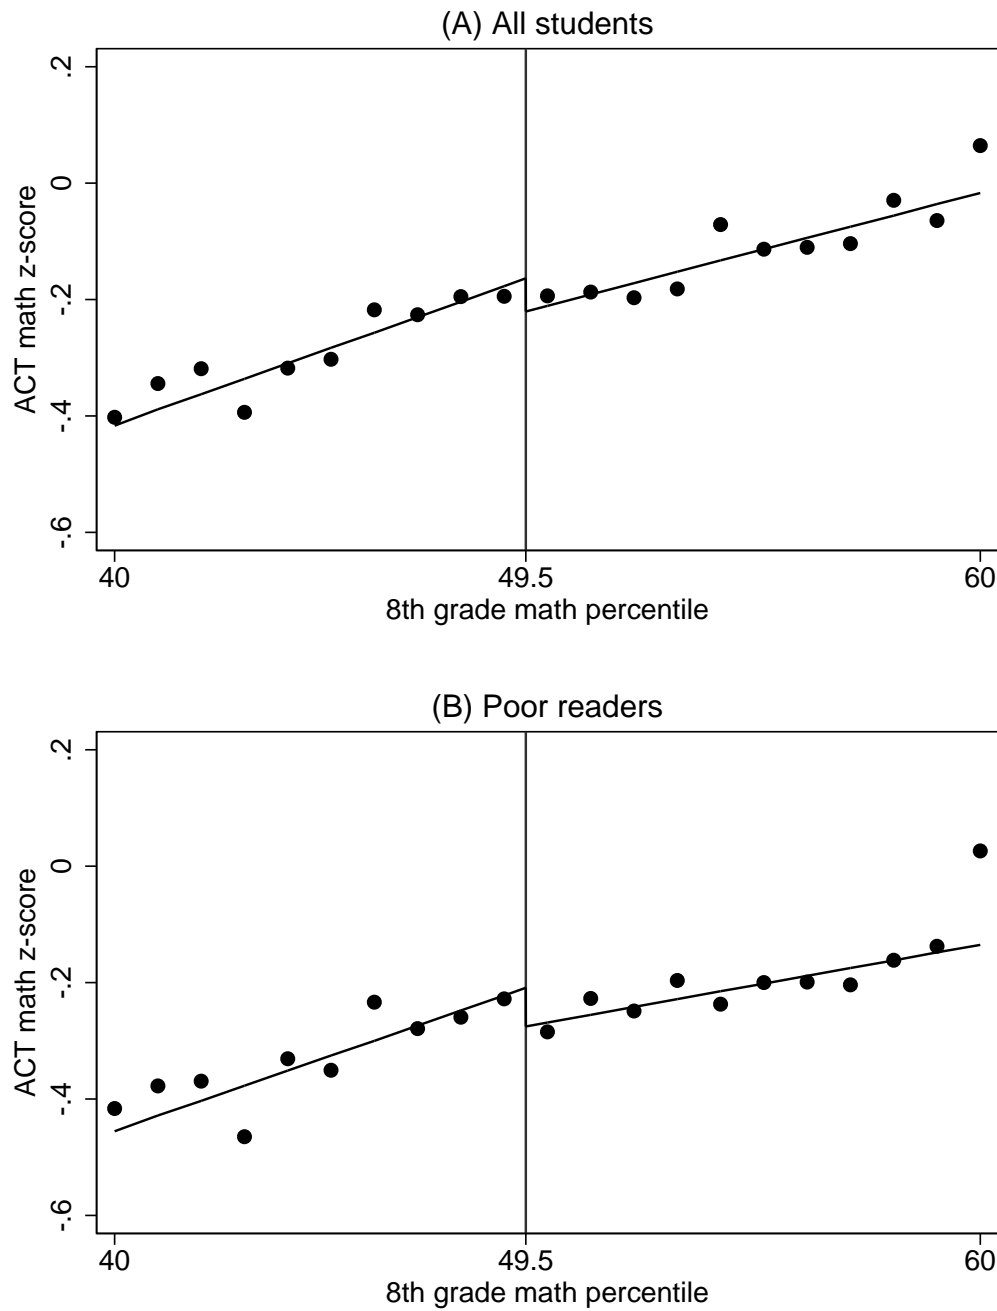 (A) All students
ACT math z-score
.2
0
-.2
-.4
-.6
40 49.5 60
8th grade math percentile
(B) Poor readers
ACT math z-score
.2
0
-.2
-.4
-.6
40 49.5 60
8th grade math percentile